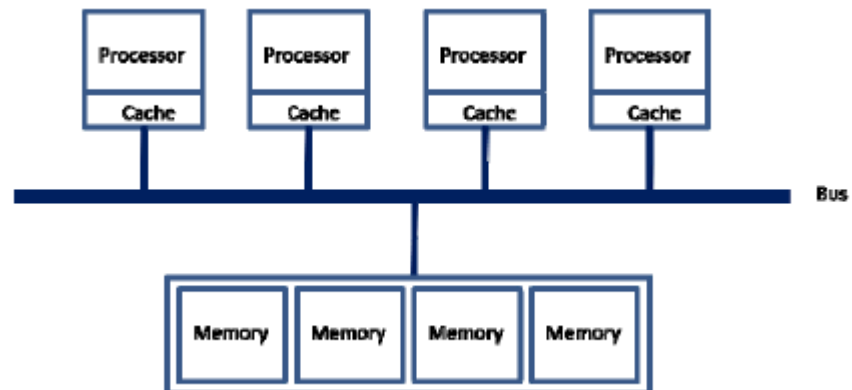 Processor Processor Processor Processor
Cache Cache Cache Cache
Bus
Memory Memory Memory Memory